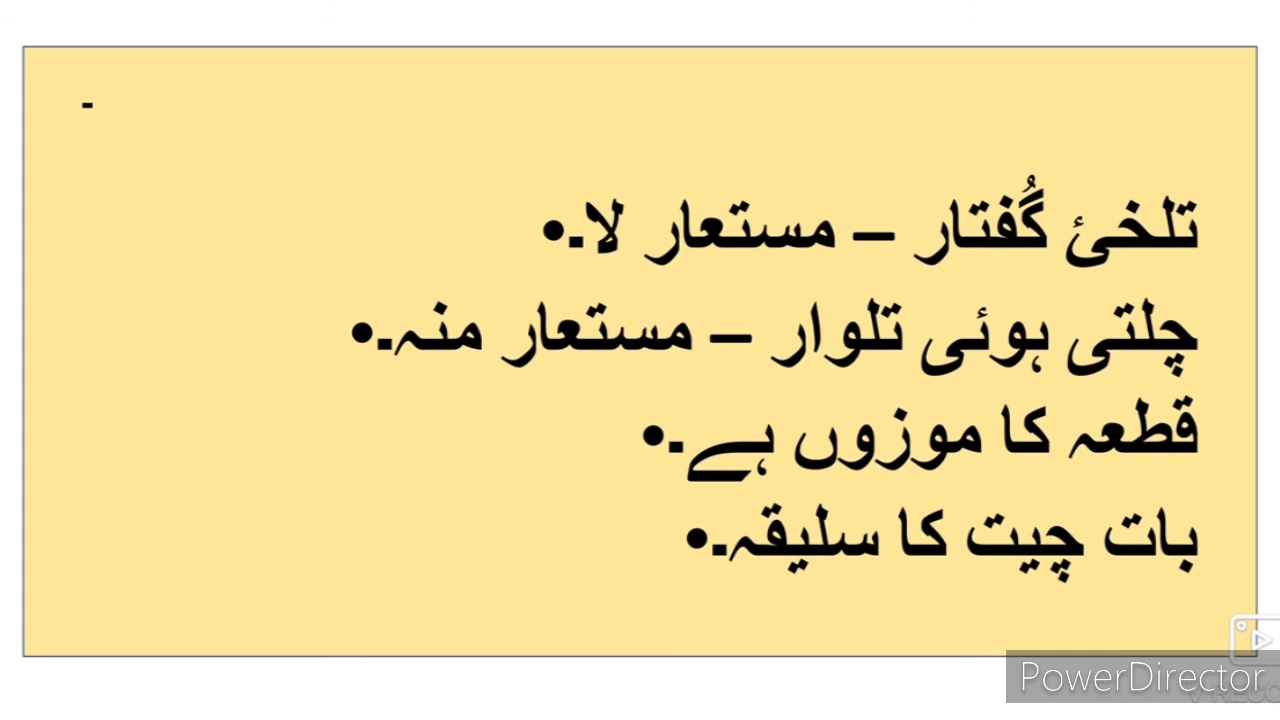 -
تلخئ گُفتار – مستعار لا.•
چلتی ہوئی تلوار – مستعار منہ.•
قطعہ کا موزوں ہے.•
بات چیت کا سلیقہ.•
PowerDirector